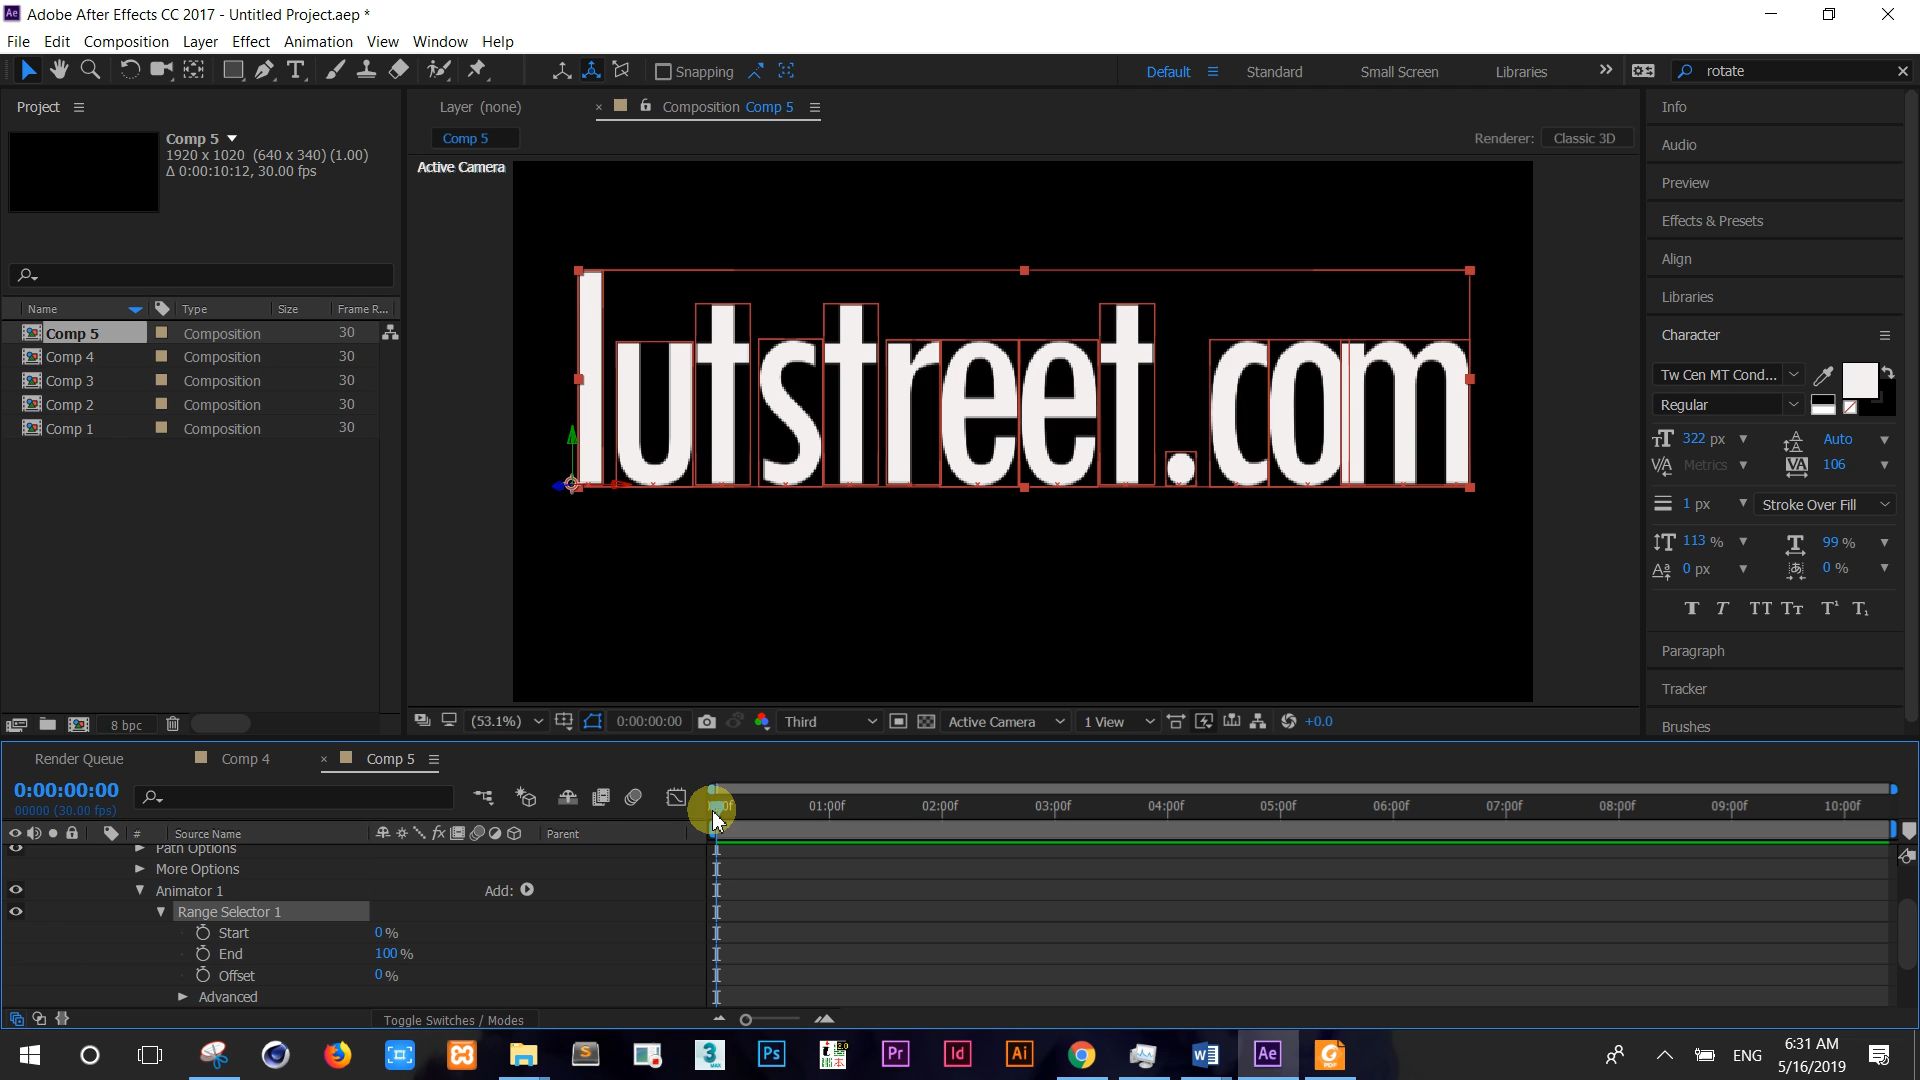 Adobe After Effects CC 2017 - Untitled Project.aep *
File Edit Composition Layer Effect Animation View Window Help
Snapping
Default Standard Small Screen Libraries
rotate
Project
Comp 5
1920 x 1020 (640 x 340) (1.00)
Δ 0:00:10:12, 30.00 fps
Name Type Size Frame R...
Comp 5 Composition 30
Comp 4 Composition 30
Comp 3 Composition 30
Comp 2 Composition 30
Comp 1 Composition 30
8 bpc
Layer (none)
× Composition Comp 5
Comp 5
Renderer: Classic 3D
Active Camera
lutstreet.com
(53.1%) 0:00:00:00 Third Active Camera 1 View +0.0
Info
Audio
Preview
Effects & Presets
Align
Libraries
Character
Tw Cen MT Cond...
Regular
322 px Auto
Metrics 106
1 px Stroke Over Fill
113 % 99 %
0 px 0 %
T T TT Tt T¹ T₁
Paragraph
Tracker
Brushes
Render Queue Comp 4 × Comp 5
0:00:00:00
00000 (30.00 fps)
01:00f 02:00f 03:00f 04:00f 05:00f 06:00f 07:00f 08:00f 09:00f 10:00f
# Source Name Parent
Path Options
More Options
Animator 1 Add:
Range Selector 1
Start 0 %
End 100 %
Offset 0 %
Advanced
Toggle Switches / Modes
ENG
6:31 AM
5/16/2019